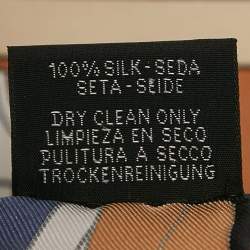 100% SILK-SEDA
SETA-SEIDE
DRY CLEAN ONLY
LIMPIEZA EN SECO
PULITURA A SECCO
TROCKENREINIGUNG